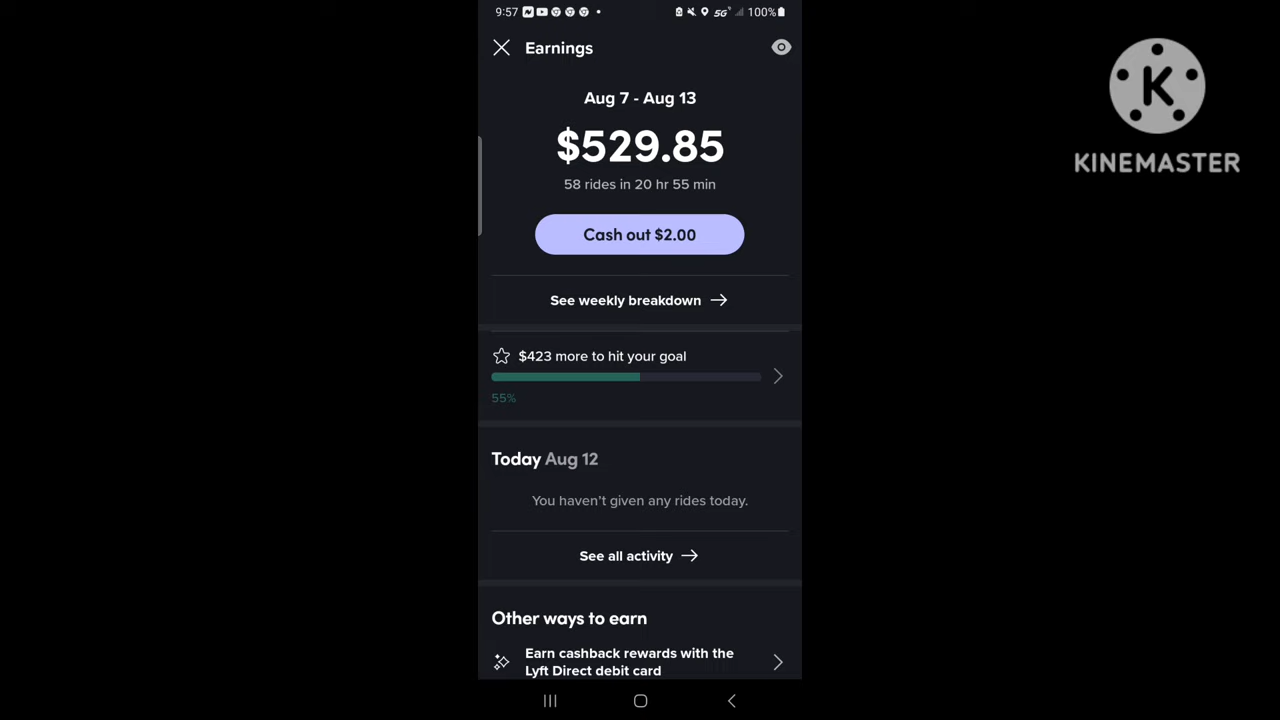 9:57 5G 100%
Earnings
Aug 7 - Aug 13
$529.85
58 rides in 20 hr 55 min
Cash out $2.00
See weekly breakdown
$423 more to hit your goal
55%
Today Aug 12
You haven't given any rides today.
See all activity
Other ways to earn
Earn cashback rewards with the
Lyft Direct debit card
K
KINEMASTER